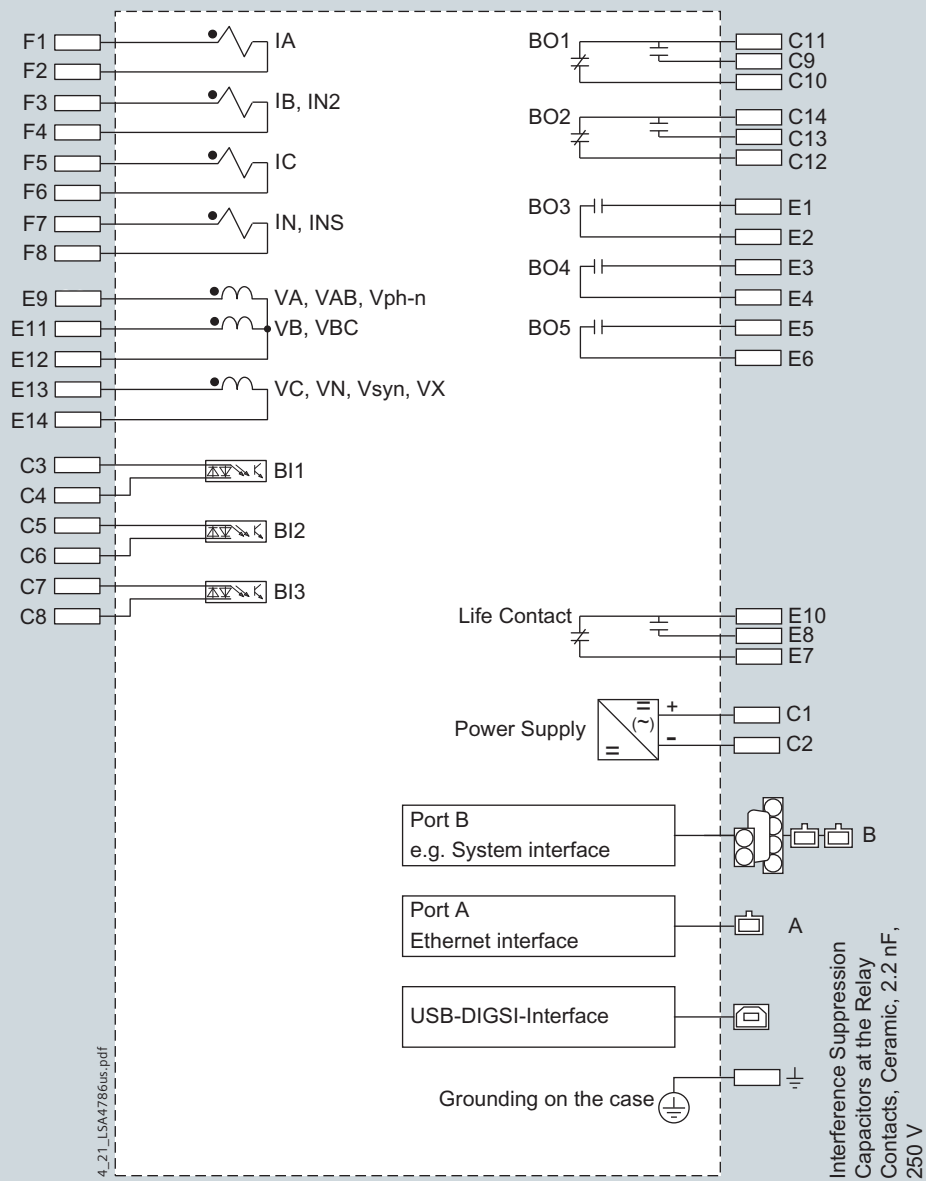 F1
IA
F2
F3
IB, IN2
F4
F5
IC
F6
F7
IN, INS
F8
E9
VA, VAB, Vph-n
E11
VB, VBC
E12
E13
VC, VN, Vsyn, VX
E14
C3
BI1
C4
C5
BI2
C6
C7
BI3
C8
BO1
C11
C9
C10
BO2
C14
C13
C12
BO3
E1
E2
BO4
E3
E4
BO5
E5
E6
Life Contact
E10
E8
E7
Power Supply
=
(~)
=
+
-
C1
C2
Port B
e.g. System interface
B
Port A
Ethernet interface
A
USB-DIGSI-Interface
Grounding on the case
Interference Suppression
Capacitors at the Relay
Contacts, Ceramic, 2.2 nF,
250 V
4_21_LSA4786us.pdf